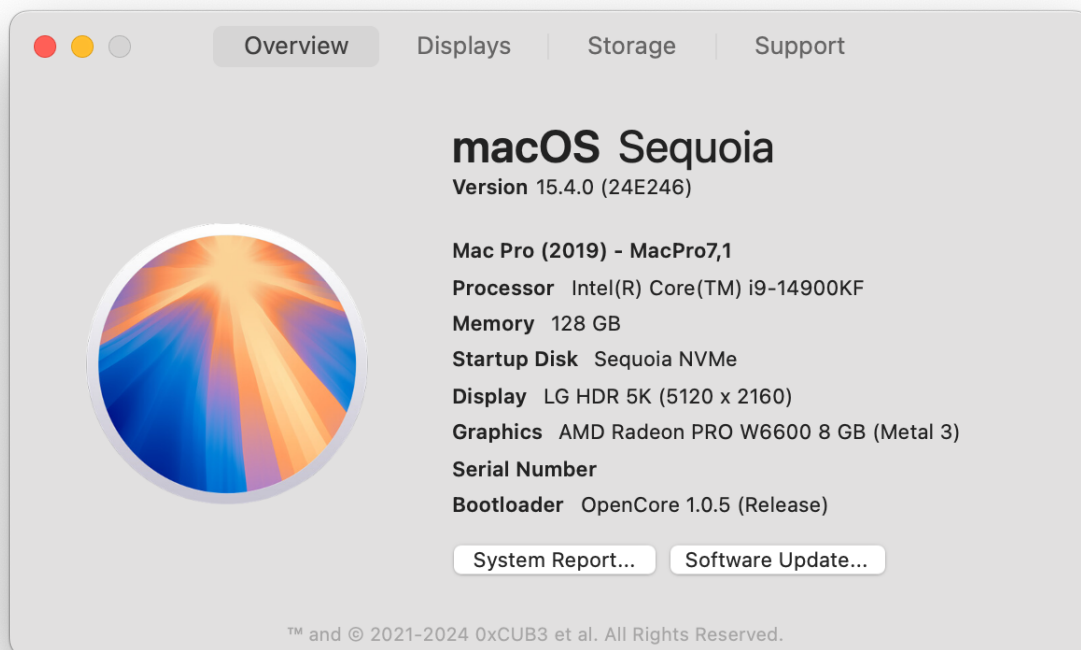 Overview Displays Storage Support
macOS Sequoia
Version 15.4.0 (24E246)
Mac Pro (2019) - MacPro7,1
Processor Intel(R) Core(TM) i9-14900KF
Memory 128 GB
Startup Disk Sequoia NVMe
Display LG HDR 5K (5120 x 2160)
Graphics AMD Radeon PRO W6600 8 GB (Metal 3)
Serial Number
Bootloader OpenCore 1.0.5 (Release)
System Report... Software Update...
™ and © 2021-2024 0xCUB3 et al. All Rights Reserved.